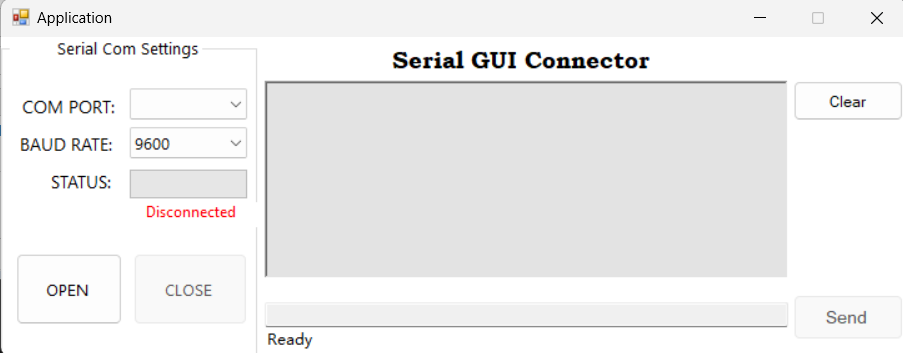 Application
Serial Com Settings
COM PORT:
BAUD RATE: 9600
STATUS:
Disconnected
OPEN CLOSE
Serial GUI Connector
Clear
Send
Ready